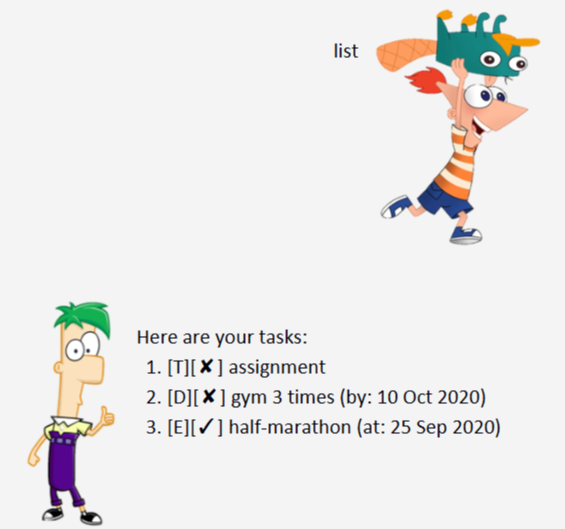 list
Here are your tasks:
1. [T][✘] assignment
2. [D][✘] gym 3 times (by: 10 Oct 2020)
3. [E][✓] half-marathon (at: 25 Sep 2020)